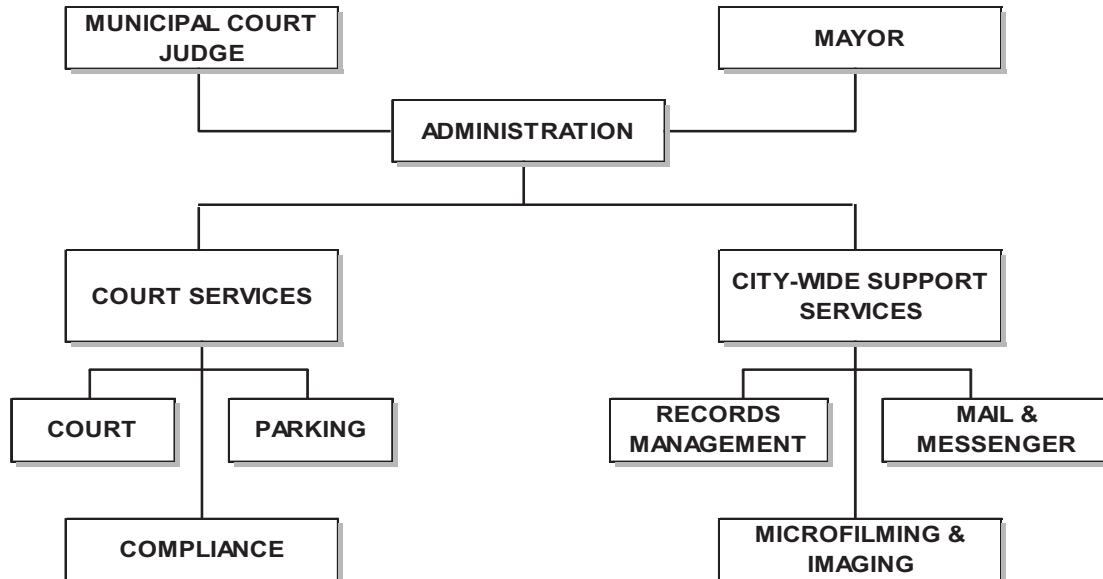 MUNICIPAL COURT
JUDGE
MAYOR
ADMINISTRATION
COURT SERVICES
CITY-WIDE SUPPORT
SERVICES
COURT
PARKING
RECORDS
MANAGEMENT
MAIL &
MESSENGER
COMPLIANCE
MICROFILMING &
IMAGING